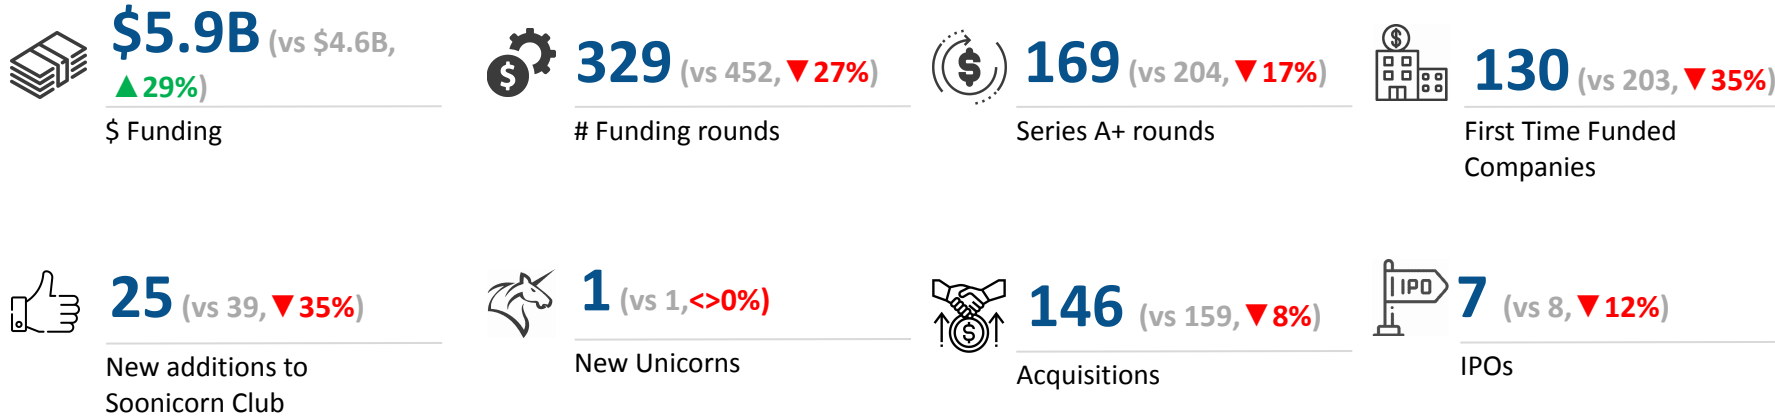 $5.9B (vs $4.6B,
▲29%)
$ Funding
$
329 (vs 452, ▼27%)
# Funding rounds
$
169 (vs 204, ▼17%)
Series A+ rounds
$
130 (vs 203, ▼35%)
First Time Funded
Companies
25 (vs 39, ▼35%)
New additions to
Soonicorn Club
1 (vs 1,<>0%)
New Unicorns
$
146 (vs 159, ▼8%)
Acquisitions
IPO
7 (vs 8, ▼12%)
IPOs